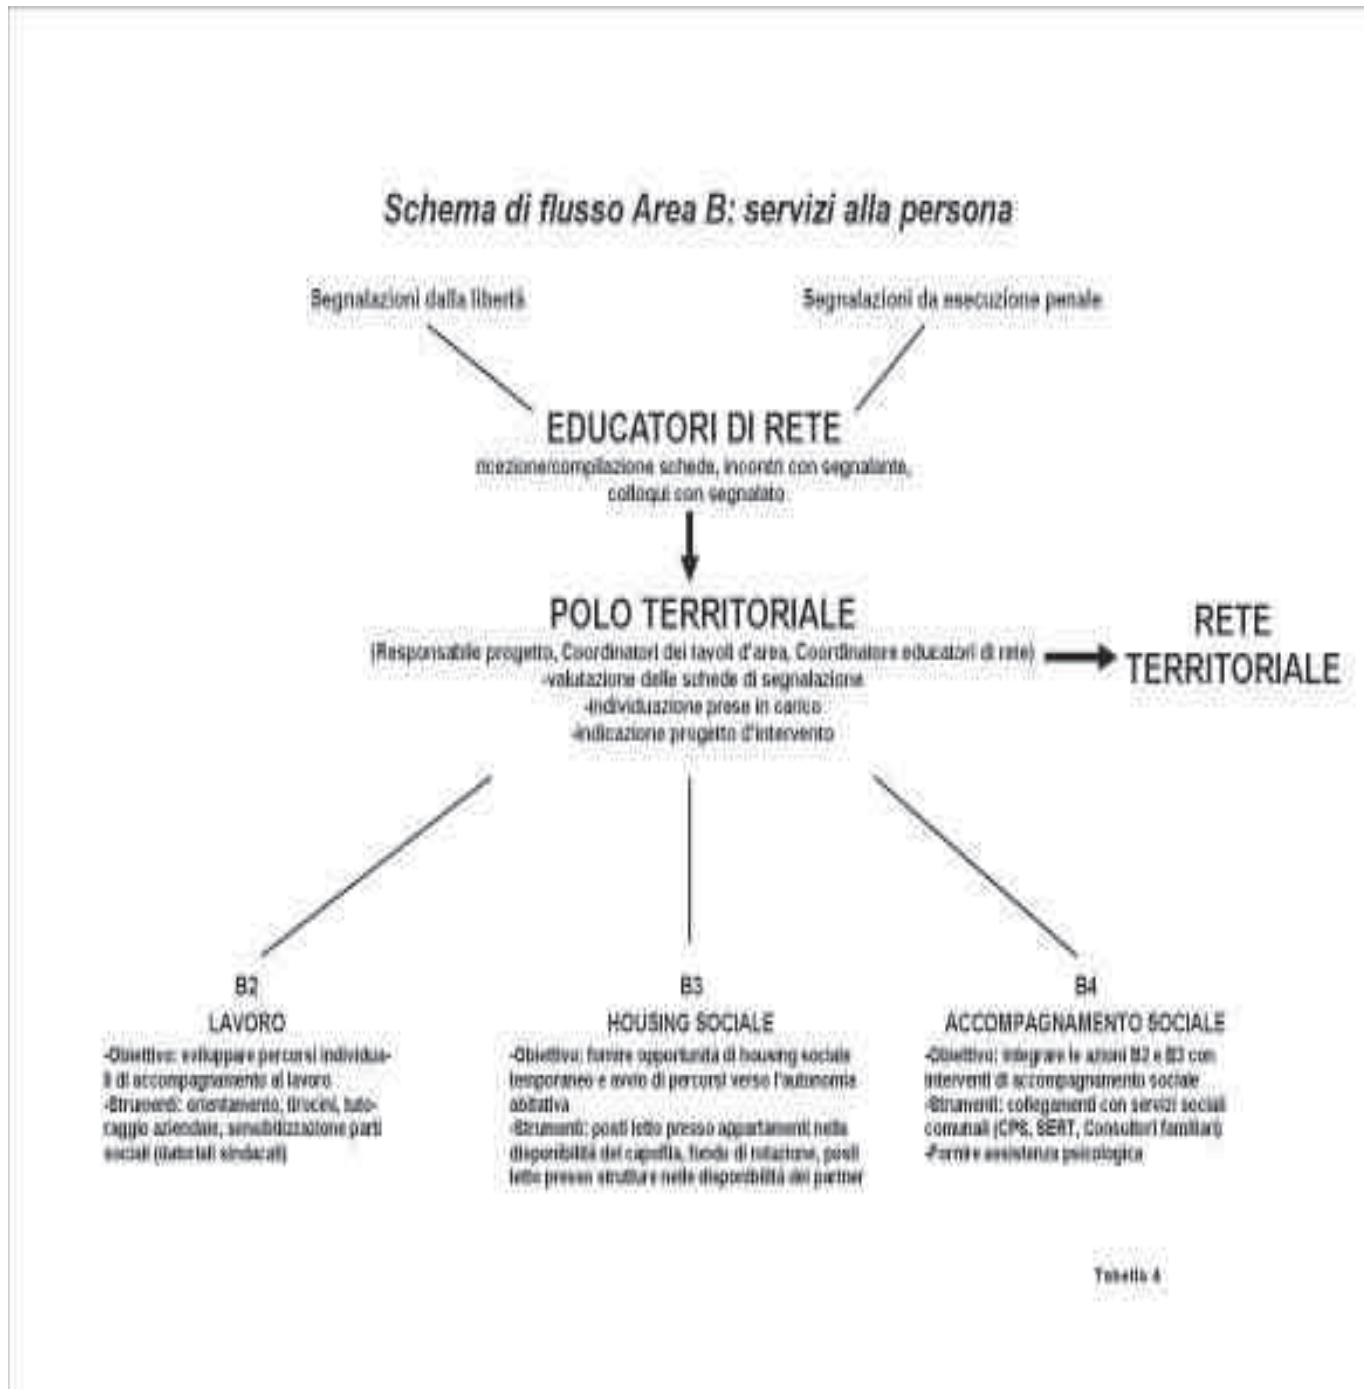 Schema di flusso Area B: servizi alla persona
Segnalazioni dalla libertà
Segnalazioni da esecuzione penale
EDUCATORI DI RETE
ricezione/compilazione schede, incontri con segnalante,
colloqui con segnalato
POLO TERRITORIALE
(Responsabile progetto, Coordinatori dei tavoli d'area, Coordinatore educatori di rete)
-valutazione delle schede di segnalazione
-individuazione prese in carico
-indicazione progetto d'intervento
RETE
TERRITORIALE
B2
LAVORO
-Obiettivo: sviluppare percorsi individua-
li di accompagnamento al lavoro
-Strumenti: orientamento, tirocini, tuto-
raggio aziendale, sensibilizzazione parti
sociali (datoriali sindacati)
B3
HOUSING SOCIALE
-Obiettivo: fornire opportunità di housing sociale
temporaneo e avvio di percorsi verso l'autonomia
abitativa
-Strumenti: posti letto presso appartamenti nella
disponibilità del capofila, fondo di rotazione, posti
letto presso strutture nelle disponibilità dei partner
B4
ACCOMPAGNAMENTO SOCIALE
-Obiettivo: integrare le azioni B2 e B3 con
interventi di accompagnamento sociale
-Strumenti: collegamenti con servizi sociali
comunali (CPS, SERT, Consultori familiari)
-Fornire assistenza psicologica
Tabella 4